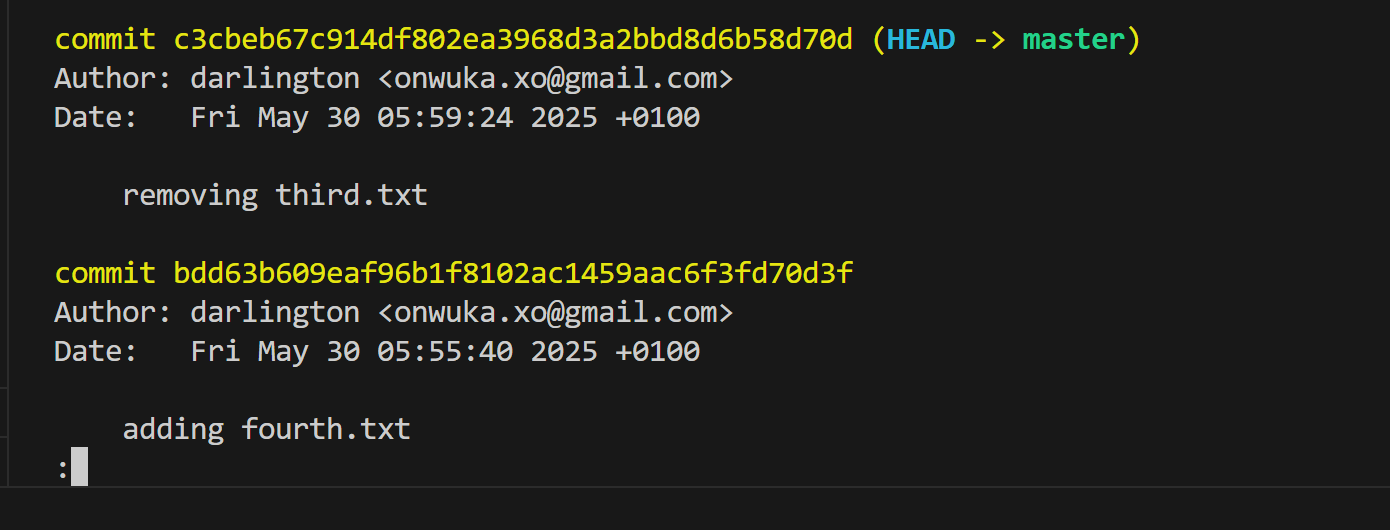 commit c3cbeb67c914df802ea3968d3a2bbd8d6b58d70d (HEAD -> master)
Author: darlington <onwuka.xo@gmail.com>
Date:   Fri May 30 05:59:24 2025 +0100
removing third.txt
commit bdd63b609eaf96b1f8102ac1459aac6f3fd70d3f
Author: darlington <onwuka.xo@gmail.com>
Date:   Fri May 30 05:55:40 2025 +0100
adding fourth.txt
: